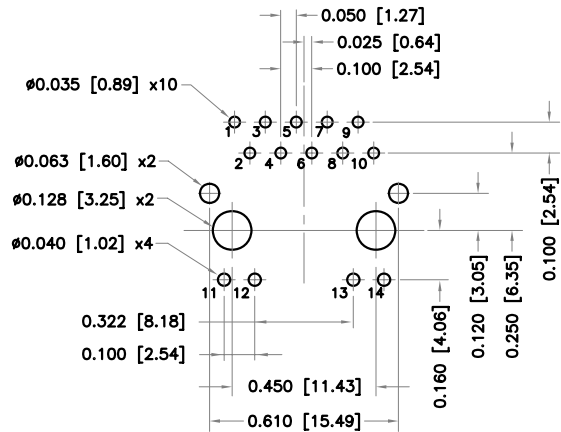 0.050 [1.27]
0.025 [0.64]
0.100 [2.54]
ø0.035 [0.89] x10
1 3 5 7 9
2 4 6 8 10
ø0.063 [1.60] x2
ø0.128 [3.25] x2
ø0.040 [1.02] x4
11 12 13 14
0.322 [8.18]
0.100 [2.54]
0.450 [11.43]
0.610 [15.49]
0.160 [4.06]
0.120 [3.05]
0.250 [6.35]
0.100 [2.54]